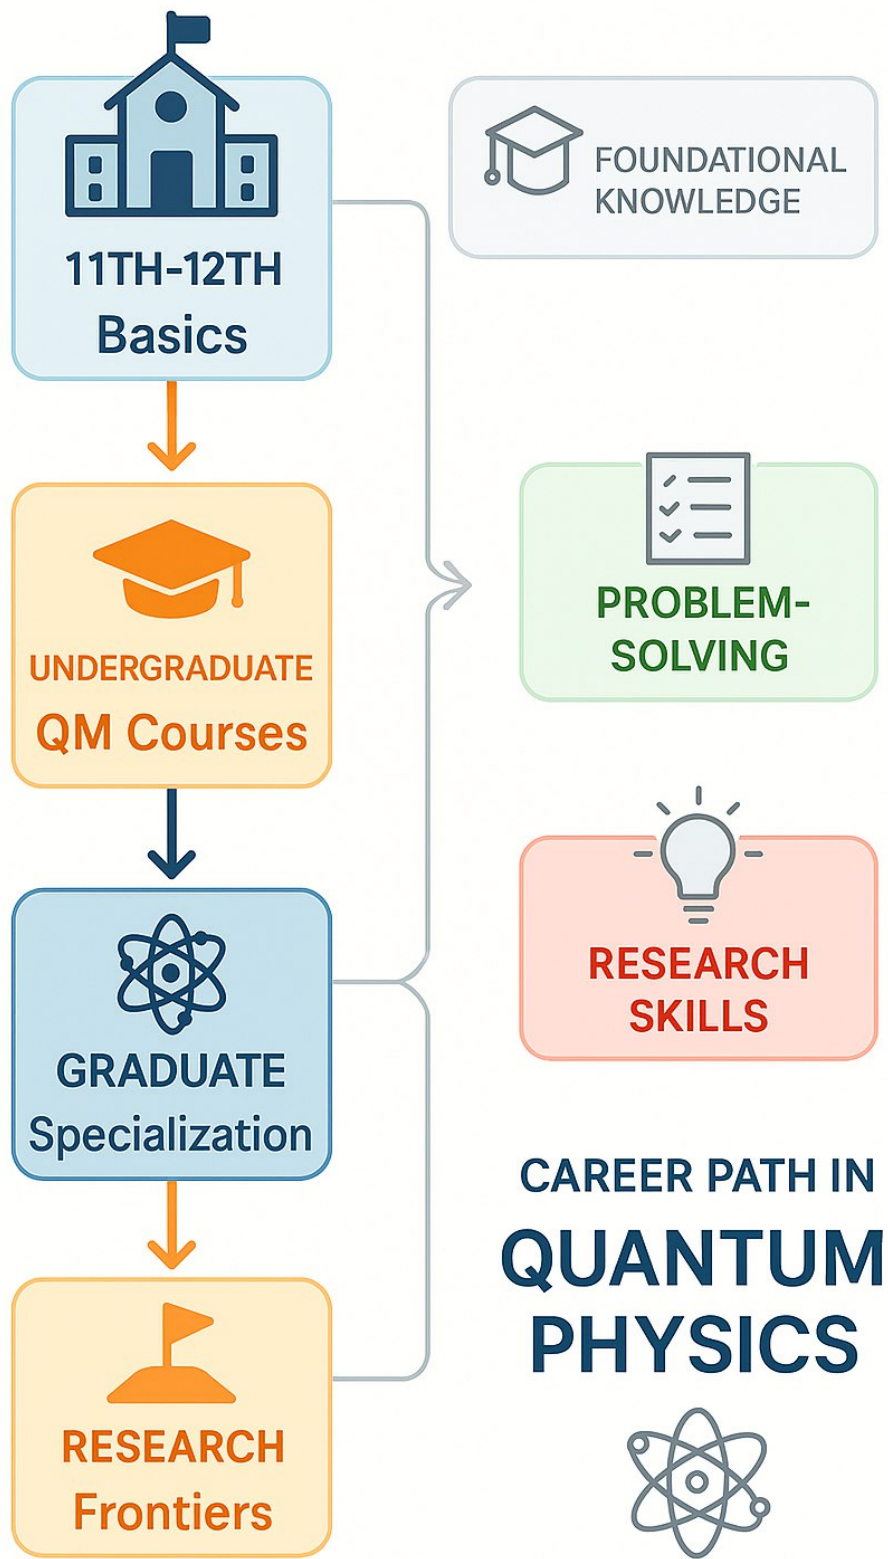 11TH-12TH
Basics
UNDERGRADUATE
QM Courses
GRADUATE
Specialization
RESEARCH
Frontiers
FOUNDATIONAL
KNOWLEDGE
PROBLEM-
SOLVING
RESEARCH
SKILLS
CAREER PATH IN
QUANTUM
PHYSICS